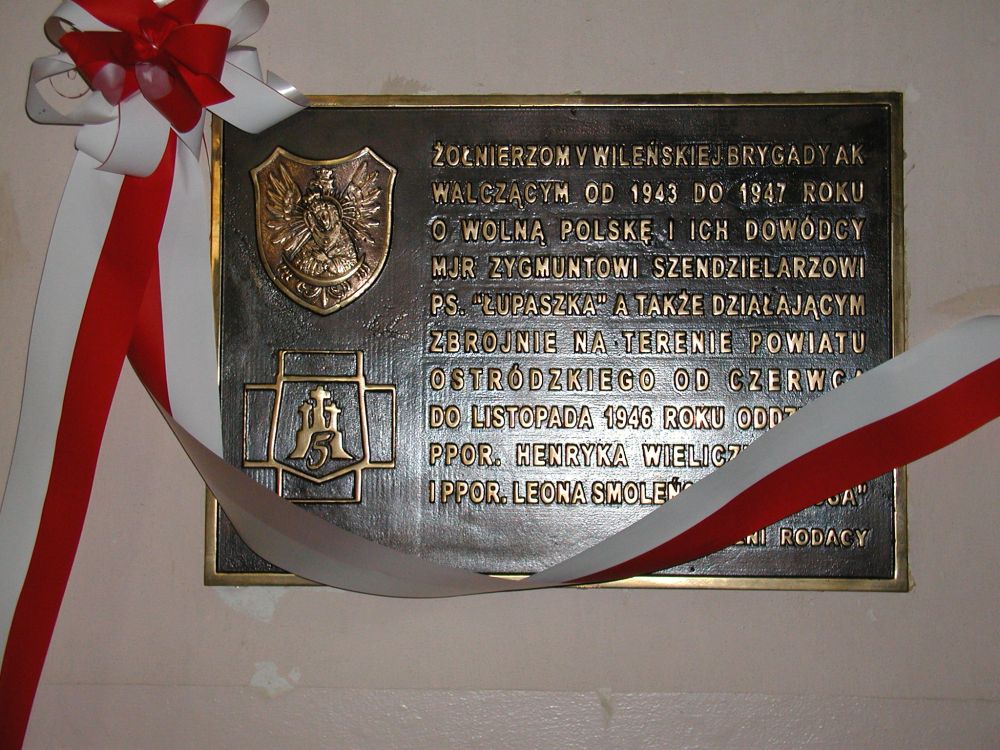 ŻOŁNIERZOM V WILEŃSKIEJ BRYGADY AK
WALCZĄCYM OD 1943 DO 1947 ROKU
O WOLNĄ POLSKĘ I ICH DOWÓDCY
MJR ZYGMUNTOWI SZENDZIELARZOWI
PS. "ŁUPASZKA" A TAKŻE DZIAŁAJĄCYM
ZBROJNIE NA TERENIE POWIATU
OSTRÓDZKIEGO OD CZERWCA
DO LISTOPADA 1946 ROKU
PPOR. HENRYKA
I PPOR. LEONA
RODACY
5